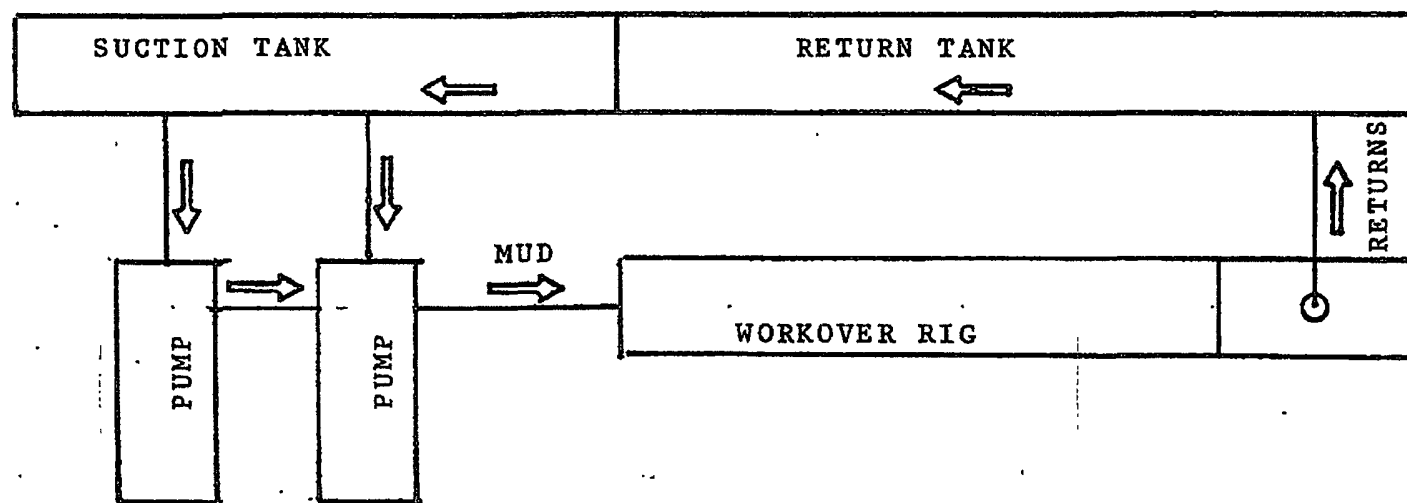 SUCTION TANK
RETURN TANK
RETURNS
MUD
WORKOVER RIG
PUMP
PUMP